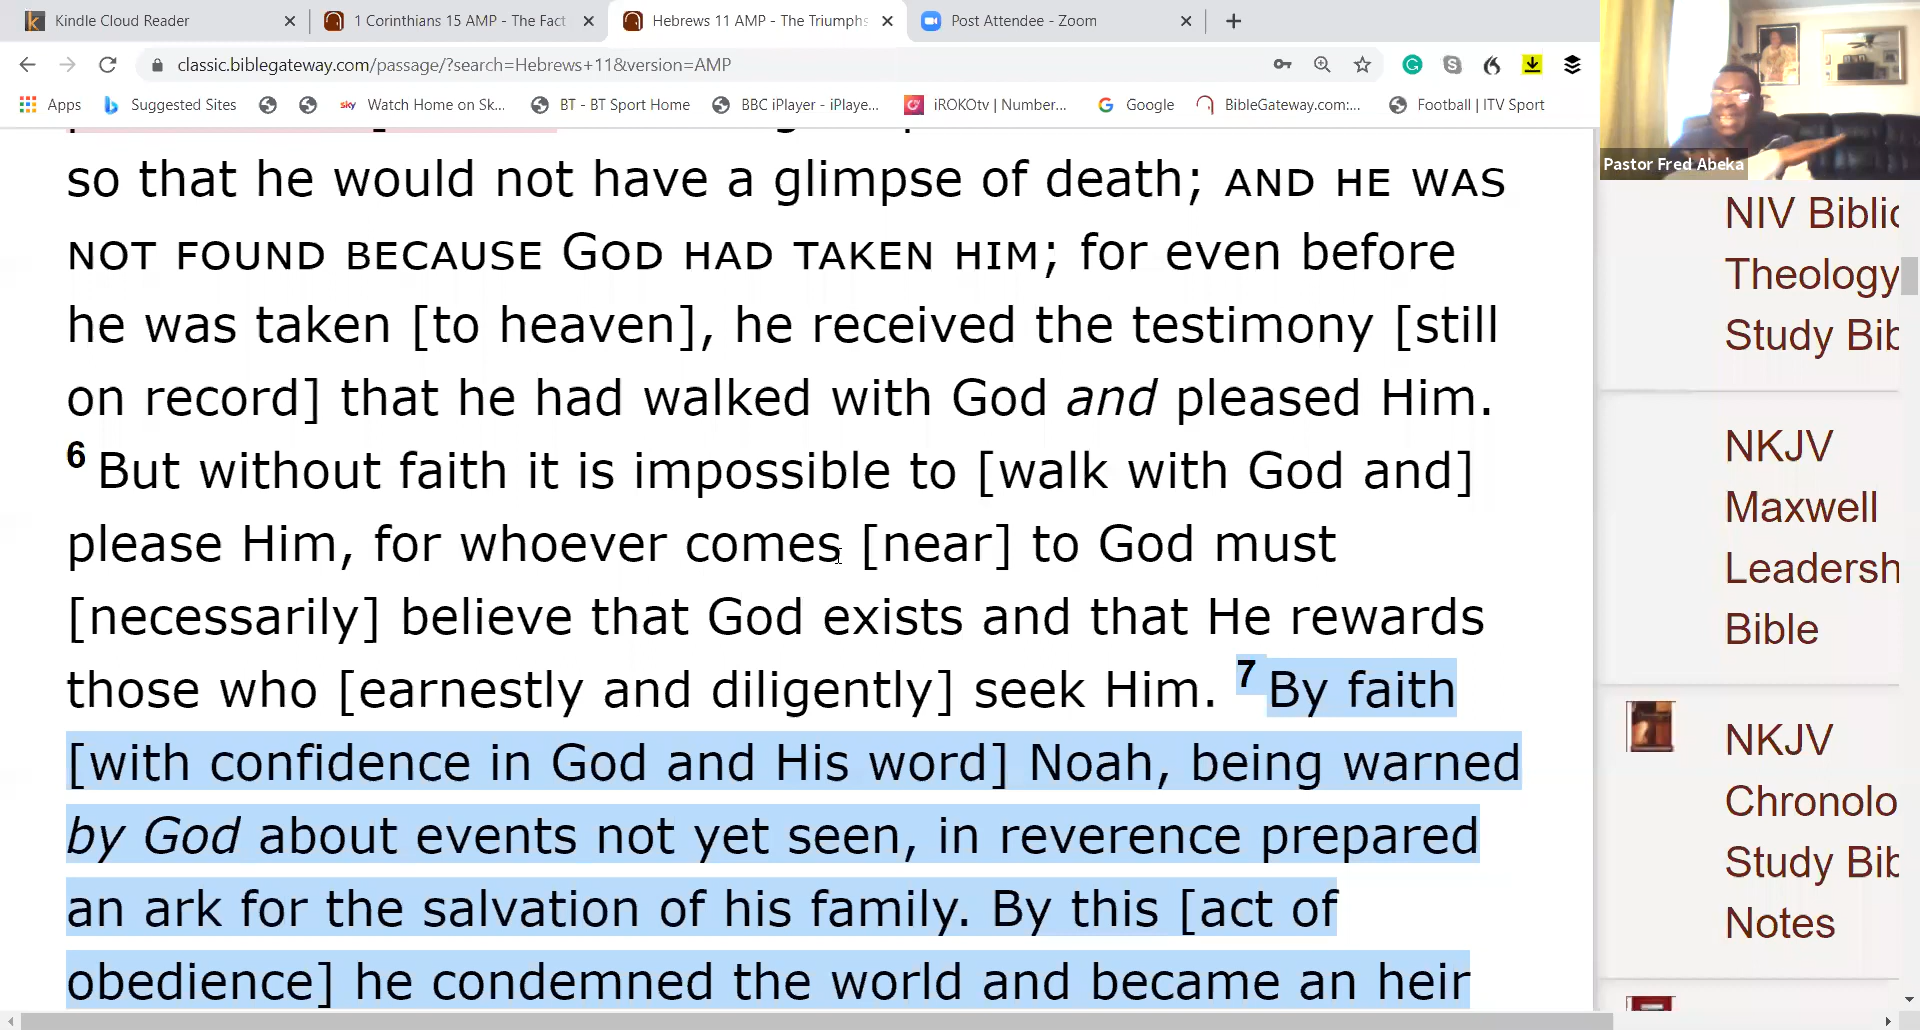 Kindle Cloud Reader
1 Corinthians 15 AMP - The Fact
Hebrews 11 AMP - The Triumphs
Post Attendee - Zoom
classic.biblegateway.com/passage/?search=Hebrews+11&version=AMP
Apps
Suggested Sites
sky
Watch Home on Sk...
BT - BT Sport Home
BBC iPlayer - iPlaye...
iROKOtv | Number...
Google
BibleGateway.com:...
Football | ITV Sport
so that he would not have a glimpse of death; AND HE WAS
NOT FOUND BECAUSE GOD HAD TAKEN HIM; for even before
he was taken [to heaven], he received the testimony [still
on record] that he had walked with God and pleased Him.
6 But without faith it is impossible to [walk with God and]
please Him, for whoever comes [near] to God must
[necessarily] believe that God exists and that He rewards
those who [earnestly and diligently] seek Him. 7 By faith
[with confidence in God and His word] Noah, being warned
by God about events not yet seen, in reverence prepared
an ark for the salvation of his family. By this [act of
obedience] he condemned the world and became an heir
Pastor Fred Abeka
NIV Biblic
Theology
Study Bib
NKJV
Maxwell
Leadersh
Bible
NKJV
Chronolo
Study Bib
Notes